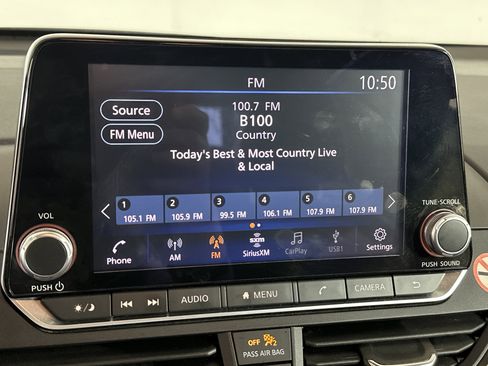 FM
10:50
Source
100.7 FM
B100
FM Menu
Country
Today's Best & Most Country Live
& Local
1 2 3 4 5 6
105.1 FM 105.9 FM 99.5 FM 106.1 FM 107.9 FM 107.9 FM
VOL
TUNE·SCROLL
Phone AM FM SiriusXM CarPlay USB1 Settings
sxm
PUSH
PUSH SOUND
AUDIO MENU CAMERA
OFF 2
PASS AIR BAG